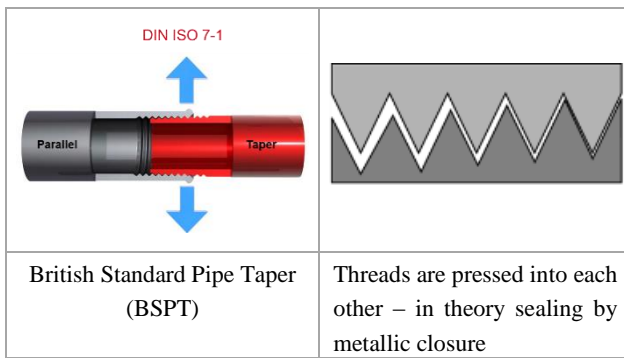 DIN ISO 7-1
Parallel
Taper
British Standard Pipe Taper
(BSPT)
Threads are pressed into each
other – in theory sealing by
metallic closure